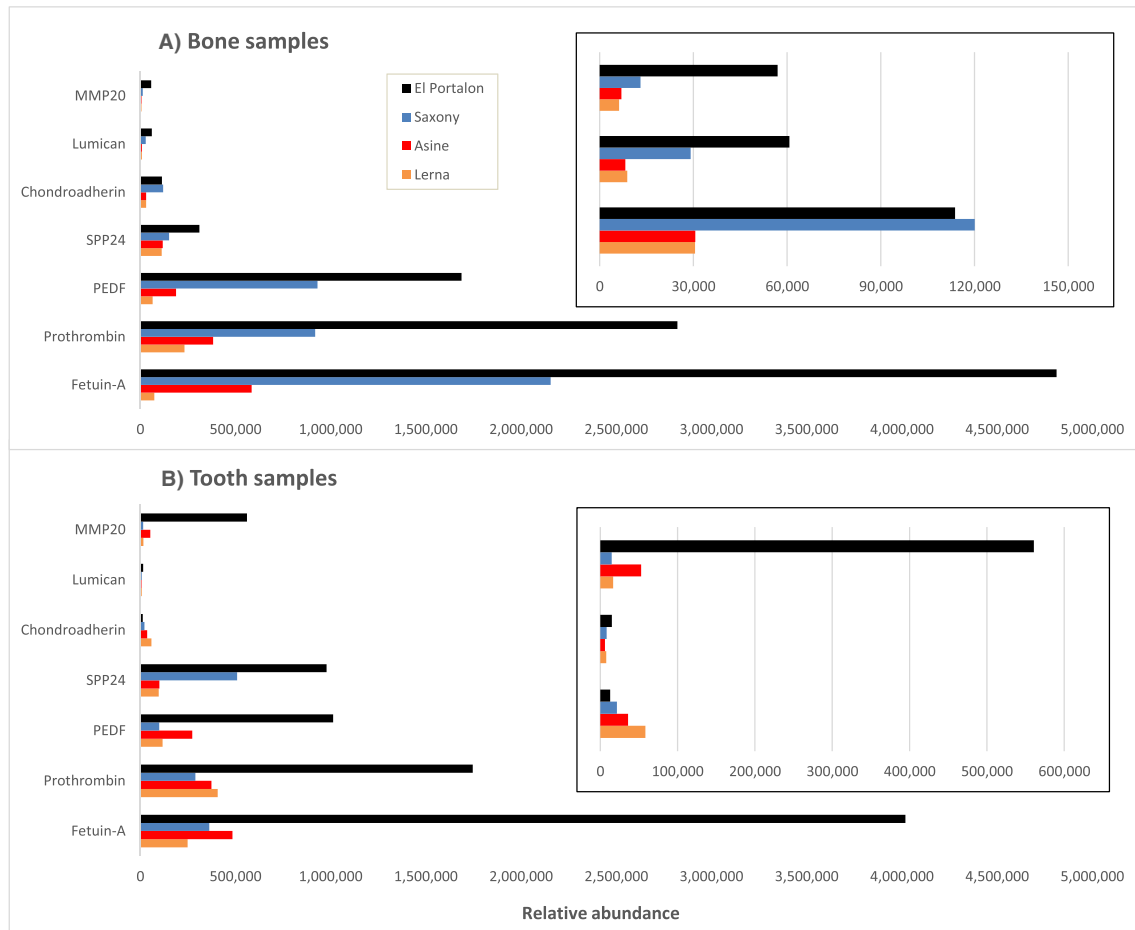 A) Bone samples
MMP20
Lumican
Chondroadherin
SPP24
PEDF
Prothrombin
Fetuin-A
El Portalon
Saxony
Asine
Lerna
0 30,000 60,000 90,000 120,000 150,000
0 500,000 1,000,000 1,500,000 2,000,000 2,500,000 3,000,000 3,500,000 4,000,000 4,500,000 5,000,000
B) Tooth samples
MMP20
Lumican
Chondroadherin
SPP24
PEDF
Prothrombin
Fetuin-A
0 100,000 200,000 300,000 400,000 500,000 600,000
0 500,000 1,000,000 1,500,000 2,000,000 2,500,000 3,000,000 3,500,000 4,000,000 4,500,000 5,000,000
Relative abundance